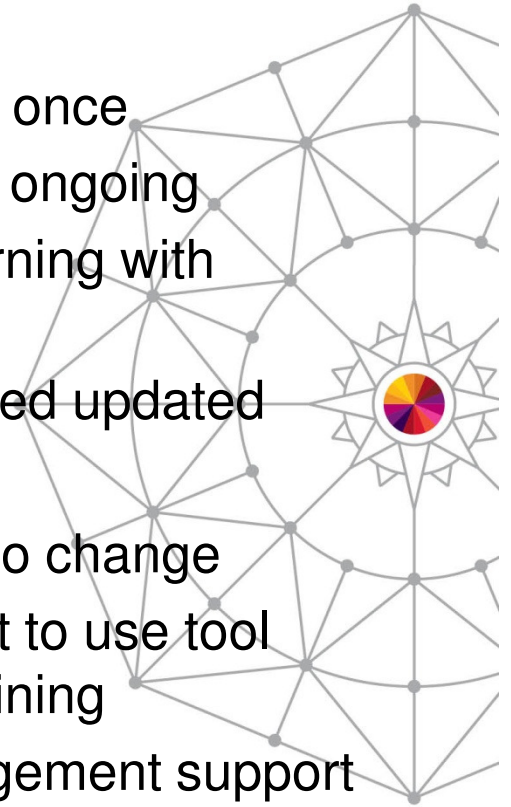 once
ongoing
rning with
ed updated
o change
t to use tool
ining
gement support